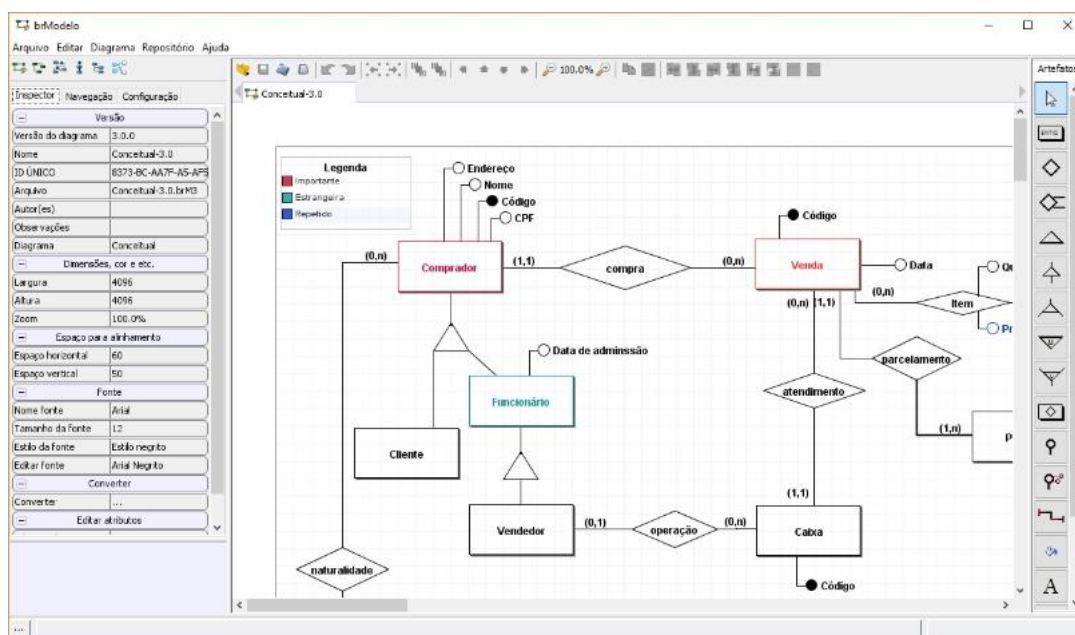 brModelo
Arquivo Editar Diagrama Repositório Ajuda
100.0%
Inspector Navegação Configuração
Versão
Versão do diagrama 3.0.0
Nome Conceitual-3.0
ID ÚNICO 8373-BC-AA7F-A5-AF5
Arquivo Conceitual-3.0.brM3
Autor(es)
Observações
Diagrama Conceitual
Dimensões, cor e etc.
Largura 4096
Altura 4096
Zoom 100.0%
Espaço para alinhamento
Espaço horizontal 60
Espaço vertical 50
Fonte
Nome fonte Arial
Tamanho da fonte 12
Estilo da fonte Estilo negrito
Editar fonte Arial Negrito
Converter
Converter ...
Editar atributos
...
Conceitual-3.0
Legenda
Importante
Estrangeira
Repetido
Endereço
Nome
Código
CPF
(0,n)
Comprador
(1,1)
compra
(0,n)
Venda
Código
Data
(0,n)
Item
Qu
Pr
(0,n)
(1,1)
parcelamento
(1,n)
P
atendimento
(1,1)
Data de adminssão
Funcionário
Cliente
Vendedor
(0,1)
operação
(0,n)
Caixa
Código
naturalidade
Artefatos
A